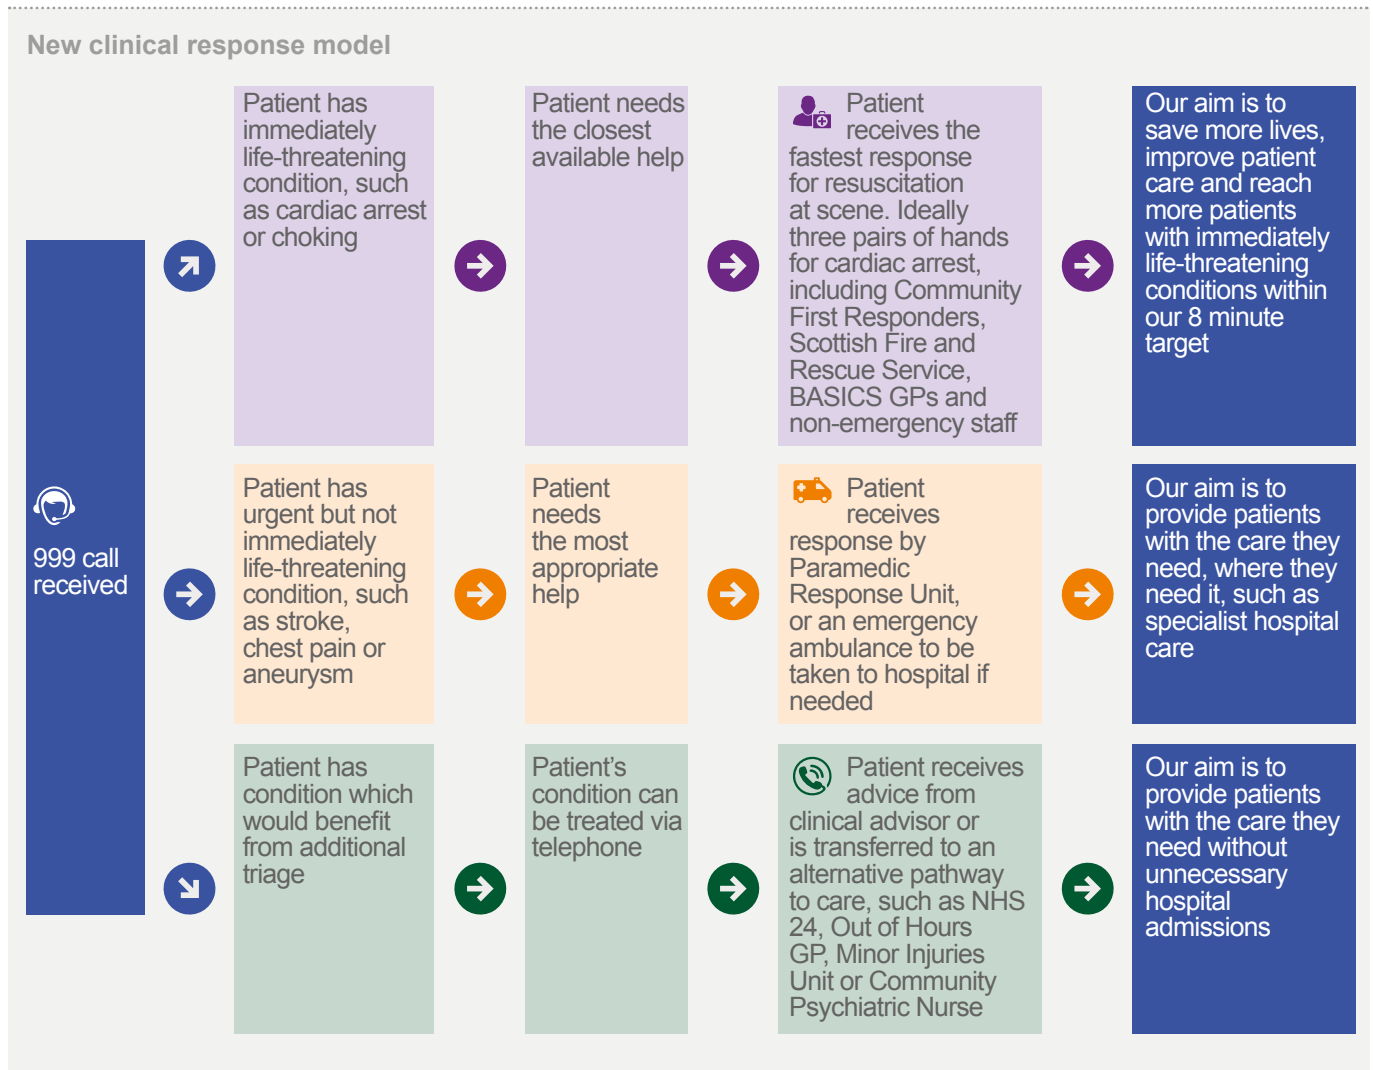 New clinical response model
999 call
received
Patient has
immediately
life-threatening
condition, such
as cardiac arrest
or choking
Patient needs
the closest
available help
Patient
receives the
fastest response
for resuscitation
at scene. Ideally
three pairs of hands
for cardiac arrest,
including Community
First Responders,
Scottish Fire and
Rescue Service,
BASICS GPs and
non-emergency staff
Our aim is to
save more lives,
improve patient
care and reach
more patients
with immediately
life-threatening
conditions within
our 8 minute
target
Patient has
urgent but not
immediately
life-threatening
condition, such
as stroke,
chest pain or
aneurysm
Patient
needs
the most
appropriate
help
Patient
receives
response by
Paramedic
Response Unit,
or an emergency
ambulance to be
taken to hospital if
needed
Our aim is to
provide patients
with the care they
need, where they
need it, such as
specialist hospital
care
Patient has
condition which
would benefit
from additional
triage
Patient’s
condition can
be treated via
telephone
Patient receives
advice from
clinical advisor or
is transferred to an
alternative pathway
to care, such as NHS
24, Out of Hours
GP, Minor Injuries
Unit or Community
Psychiatric Nurse
Our aim is to
provide patients
with the care they
need without
unnecessary
hospital
admissions